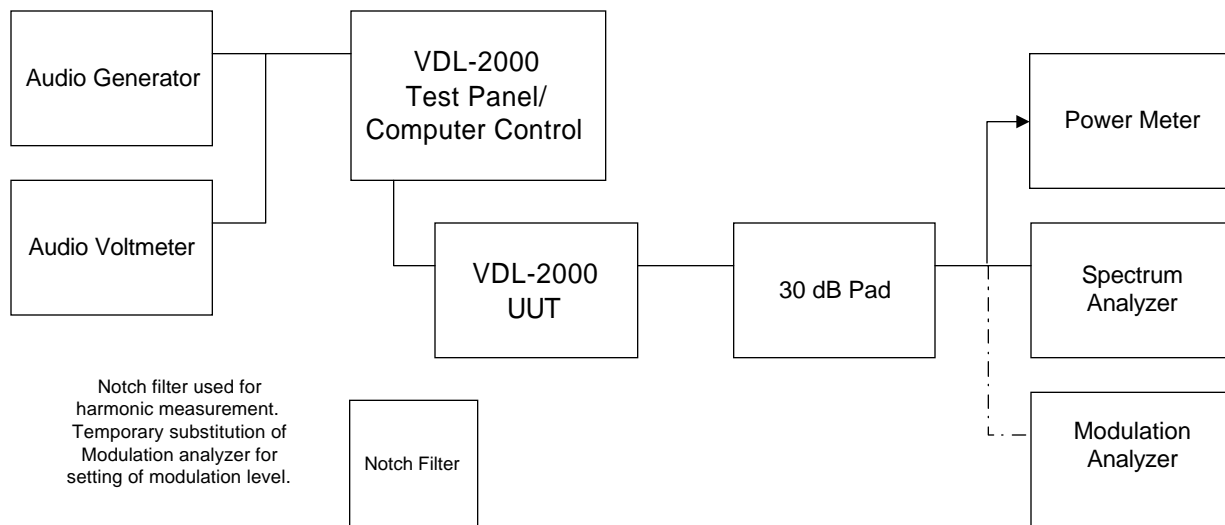 Audio Generator
VDL-2000
Test Panel/
Computer Control
Power Meter
Audio Voltmeter
VDL-2000
UUT
30 dB Pad
Spectrum
Analyzer
Notch filter used for
harmonic measurement.
Temporary substitution of
Modulation analyzer for
setting of modulation level.
Notch Filter
Modulation
Analyzer